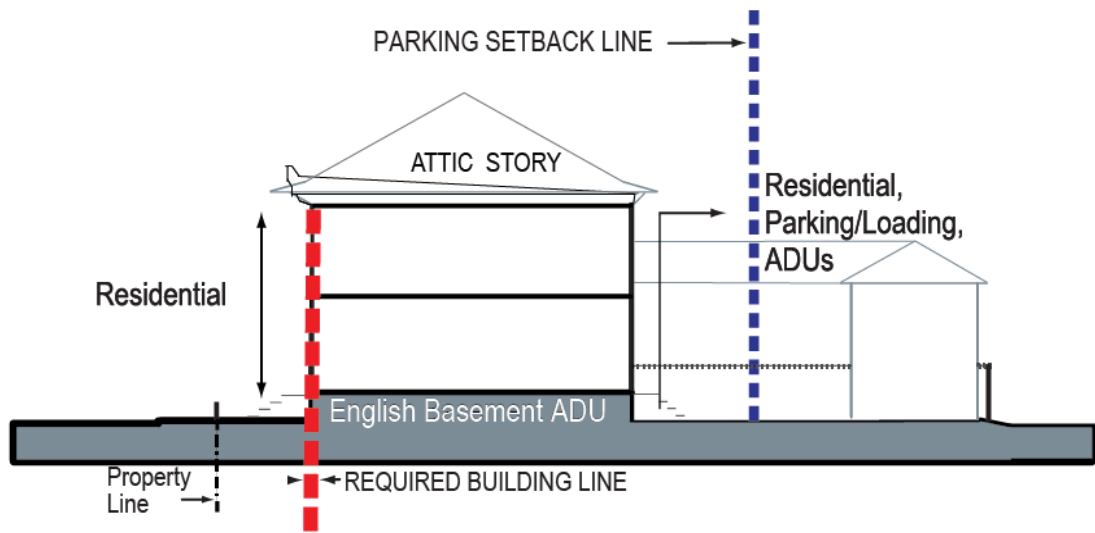 PARKING SETBACK LINE
ATTIC STORY
Residential,
Parking/Loading,
ADUs
Residential
English Basement ADU
Property
Line
REQUIRED BUILDING LINE